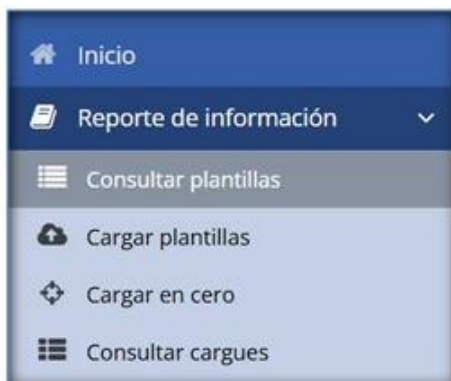 Inicio
Reporte de información
Consultar plantillas
Cargar plantillas
Cargar en cero
Consultar cargues